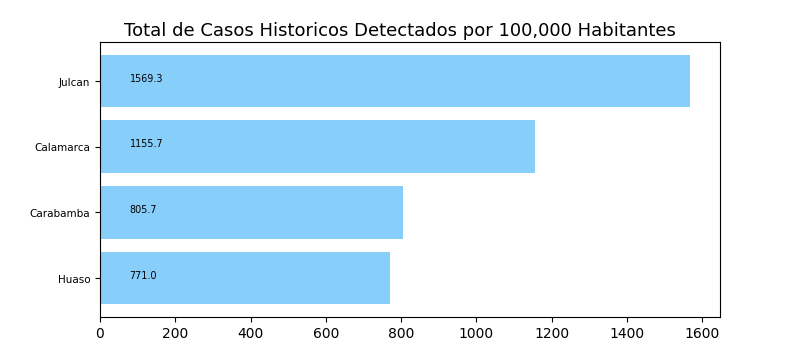 Total de Casos Historicos Detectados por 100,000 Habitantes
Julcan 1569.3
Calamarca 1155.7
Carabamba 805.7
Huaso 771.0
0 200 400 600 800 1000 1200 1400 1600